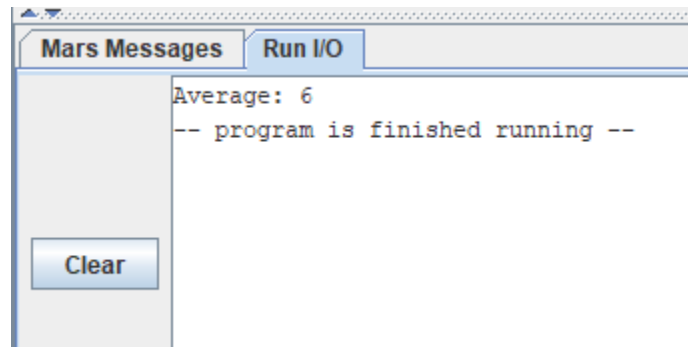 Mars Messages Run I/O
Average: 6
-- program is finished running --
Clear